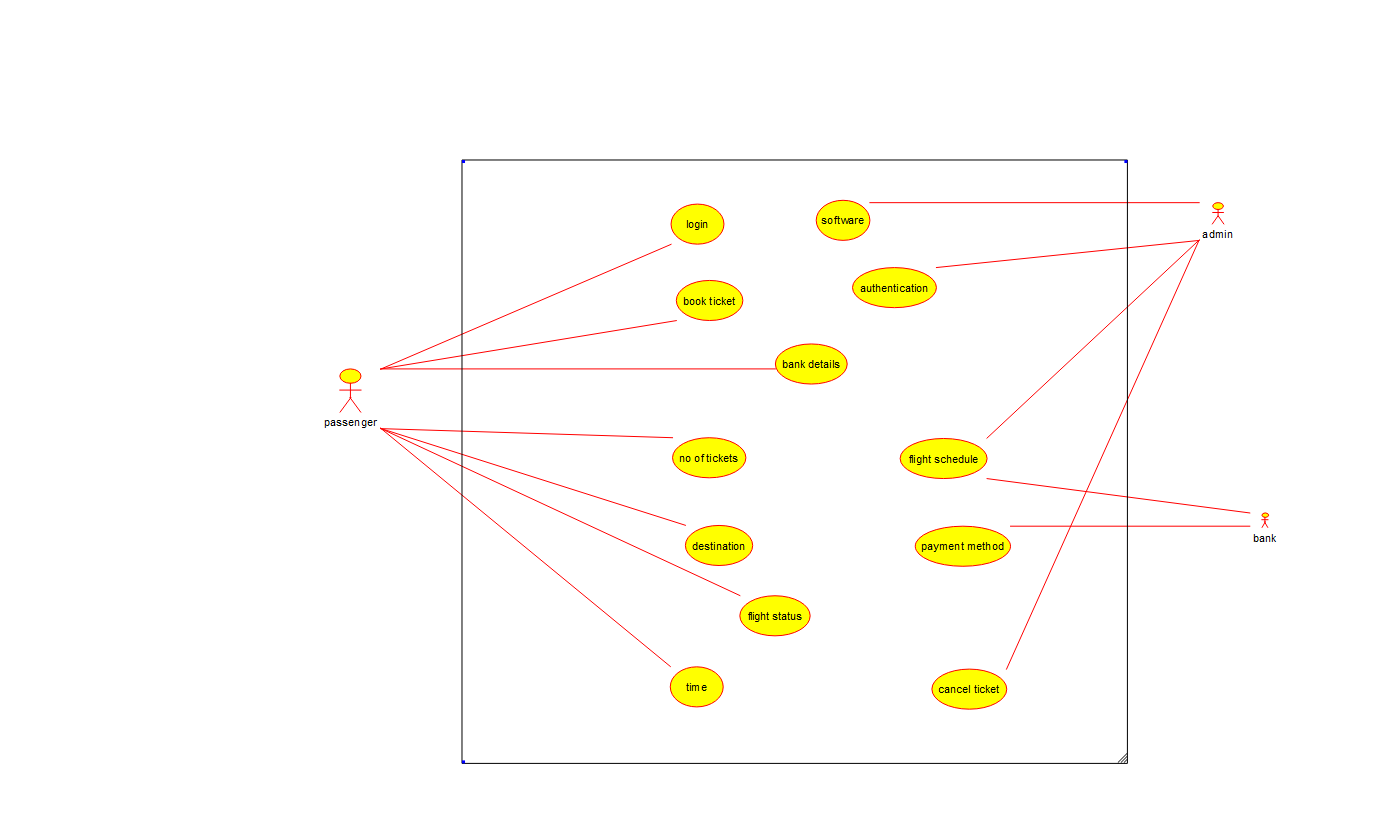 login
software
admin
authentication
book ticket
bank details
passenger
no of tickets
flight schedule
bank
destination
payment method
flight status
time
cancel ticket